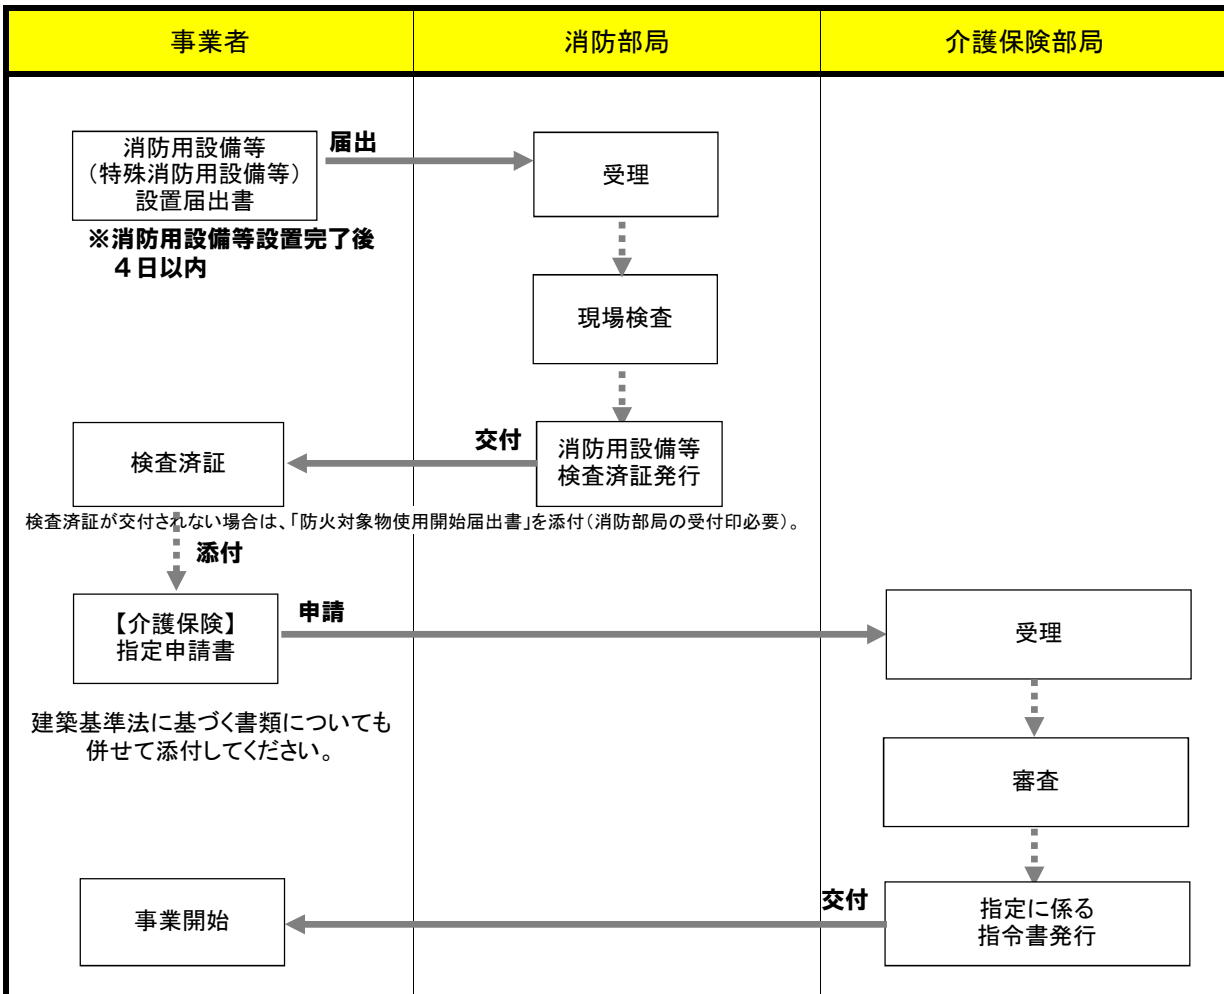 事業者
消防部局
介護保険部局
消防用設備等
（特殊消防用設備等）
設置届出書
届出
受理
※消防用設備等設置完了後
４日以内
現場検査
検査済証
交付
消防用設備等
検査済証発行
検査済証が交付されない場合は、「防火対象物使用開始届出書」を添付（消防部局の受付印必要）。
添付
【介護保険】
指定申請書
申請
受理
建築基準法に基づく書類についても
併せて添付してください。
審査
事業開始
交付
指定に係る
指令書発行